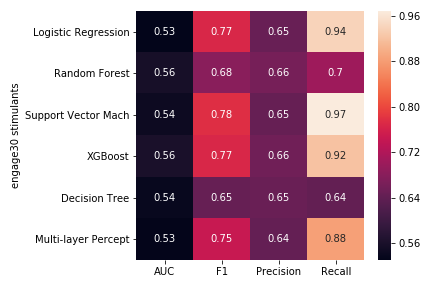 engage30 stimulants
Logistic Regression 0.53 0.77 0.65 0.94
Random Forest 0.56 0.68 0.66 0.7
Support Vector Mach 0.54 0.78 0.65 0.97
XGBoost 0.56 0.77 0.66 0.92
Decision Tree 0.54 0.65 0.65 0.64
Multi-layer Percept 0.53 0.75 0.64 0.88
AUC F1 Precision Recall
0.96
0.88
0.80
0.72
0.64
0.56